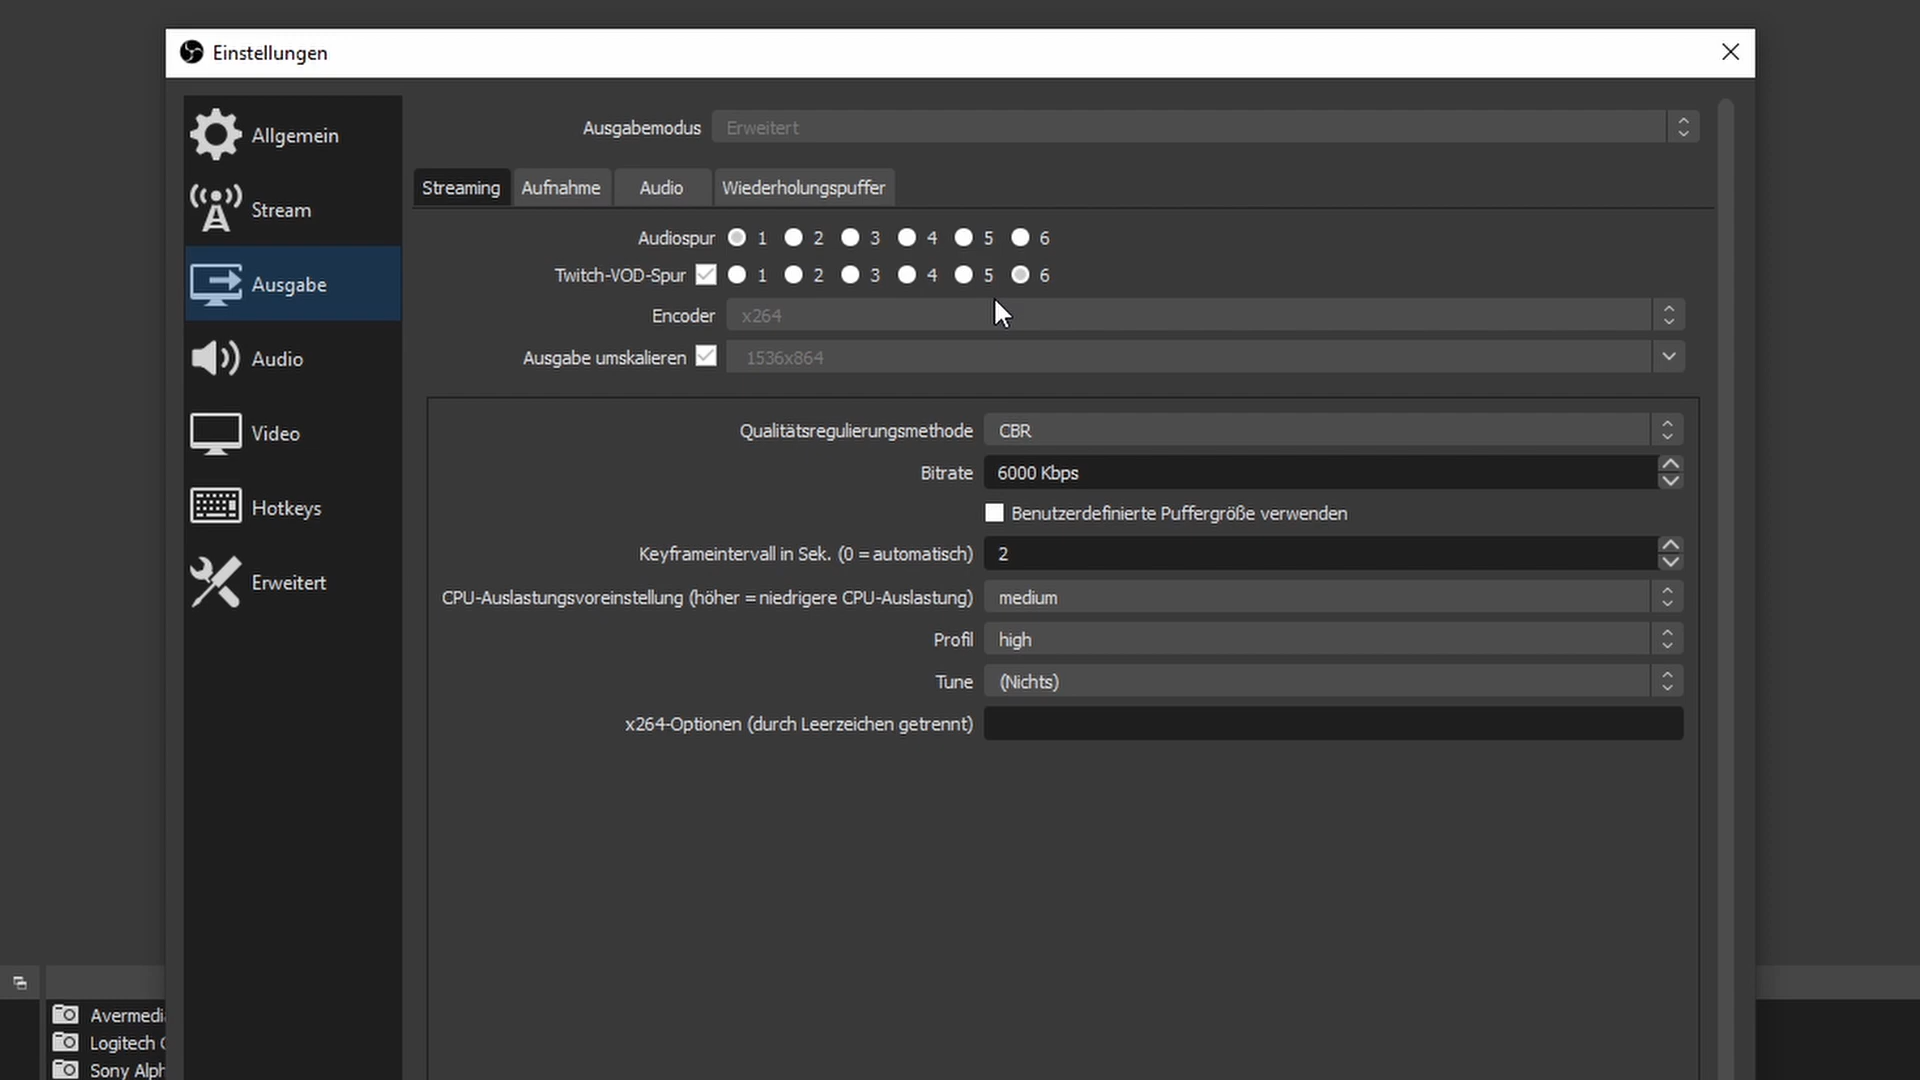 Einstellungen
Allgemein
Stream
Ausgabe
Audio
Video
Hotkeys
Erweitert
Ausgabemodus Erweitert
Streaming Aufnahme Audio Wiederholungspuffer
Audiospur 1 2 3 4 5 6
Twitch-VOD-Spur 1 2 3 4 5 6
Encoder x264
Ausgabe umskalieren 1536x864
Qualitätsregulierungsmethode CBR
Bitrate 6000 Kbps
Benutzerdefinierte Puffergröße verwenden
Keyframeintervall in Sek. (0 = automatisch) 2
CPU-Auslastungsvoreinstellung (höher = niedrigere CPU-Auslastung) medium
Profil high
Tune (Nichts)
x264-Optionen (durch Leerzeichen getrennt)
Avermedi
Logitech
Sony Alph